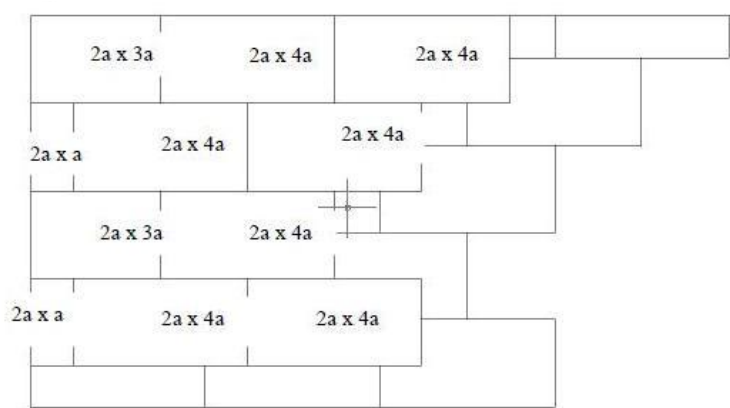 2a x 3a 2a x 4a 2a x 4a
2a x a 2a x 4a 2a x 4a
2a x 3a 2a x 4a
2a x a 2a x 4a 2a x 4a